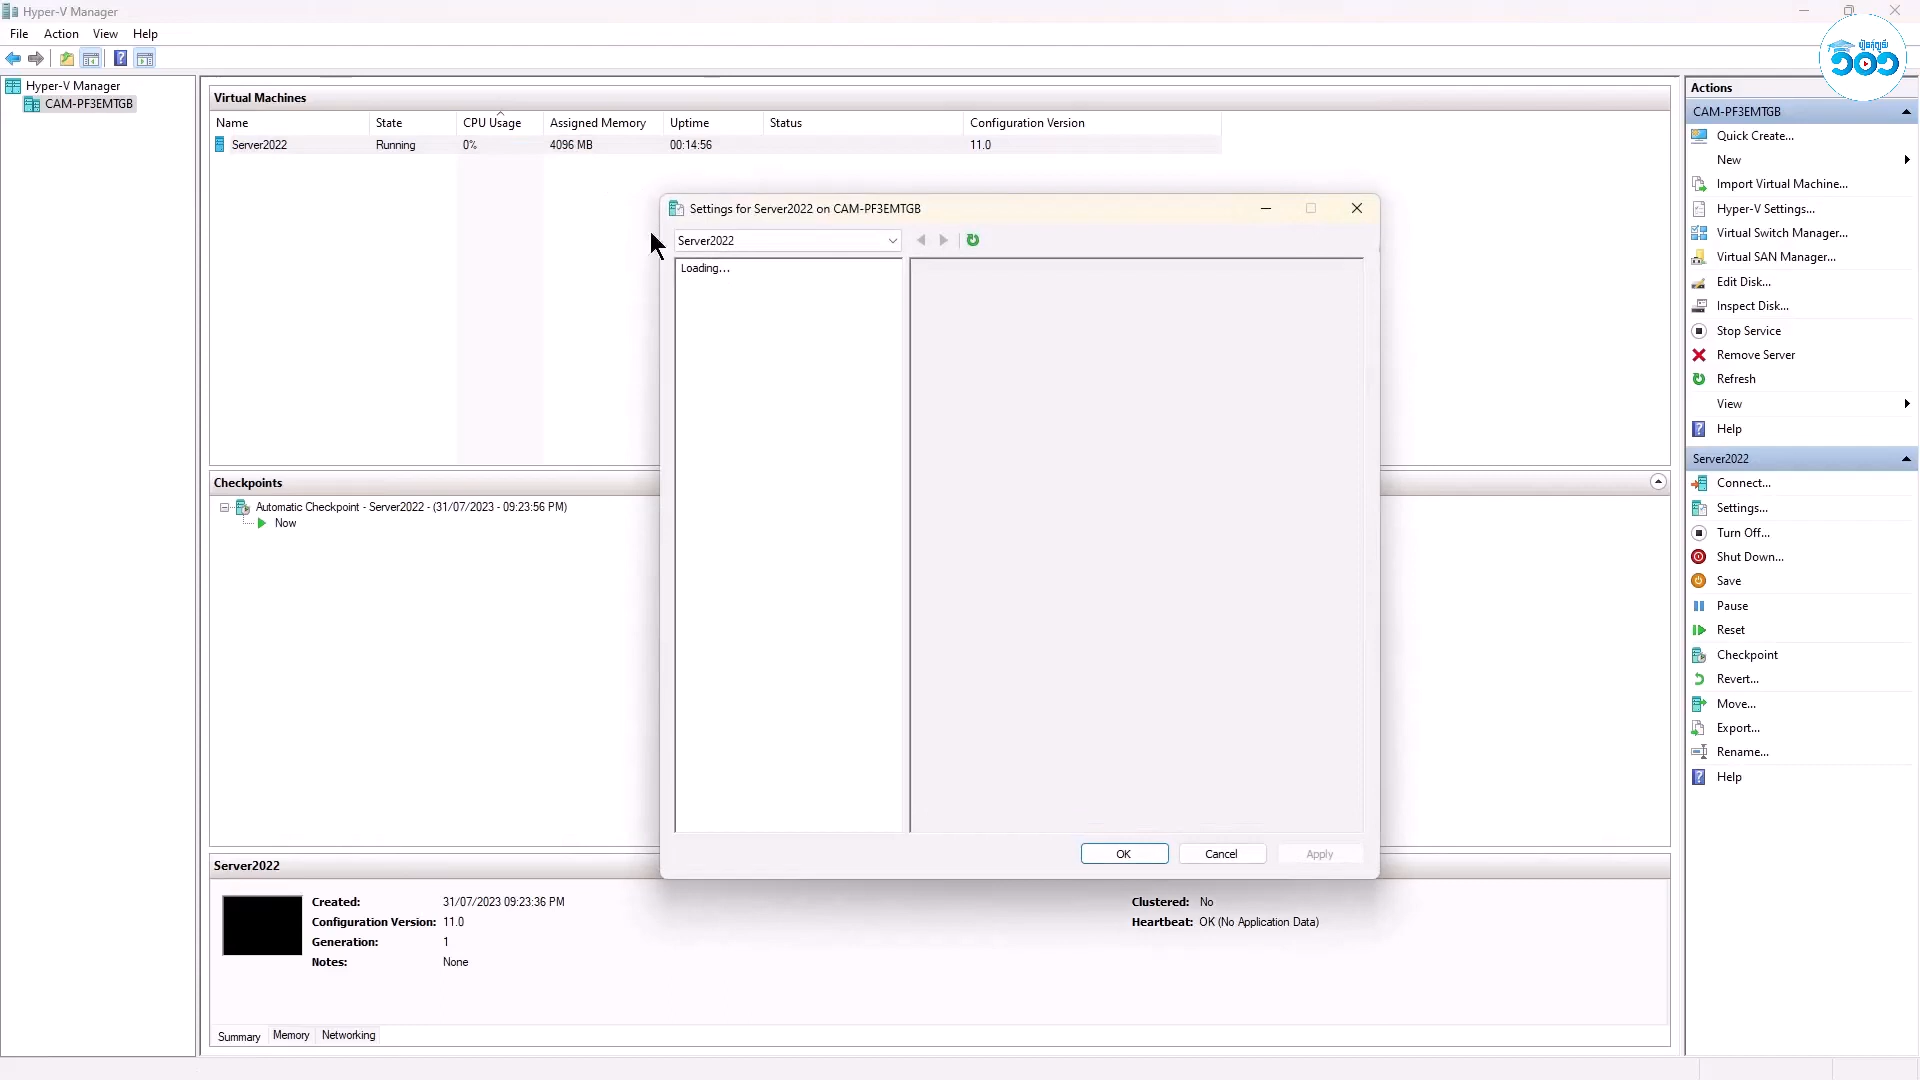 Hyper-V Manager
File Action View Help
Hyper-V Manager
CAM-PF3EMTGB
Virtual Machines
Name State CPU Usage Assigned Memory Uptime Status Configuration Version
Server2022 Running 0% 4096 MB 00:14:56 11.0
Settings for Server2022 on CAM-PF3EMTGB
Server2022
Loading...
OK Cancel Apply
Checkpoints
Automatic Checkpoint - Server2022 - (31/07/2023 - 09:23:56 PM)
Now
Server2022
Created: 31/07/2023 09:23:36 PM
Configuration Version: 11.0
Generation: 1
Notes: None
Clustered: No
Heartbeat: OK (No Application Data)
Summary Memory Networking
Actions
CAM-PF3EMTGB
Quick Create...
New
Import Virtual Machine...
Hyper-V Settings...
Virtual Switch Manager...
Virtual SAN Manager...
Edit Disk...
Inspect Disk...
Stop Service
Remove Server
Refresh
View
Help
Server2022
Connect...
Settings...
Turn Off...
Shut Down...
Save
Pause
Reset
Checkpoint
Revert...
Move...
Export...
Rename...
Help
១០១